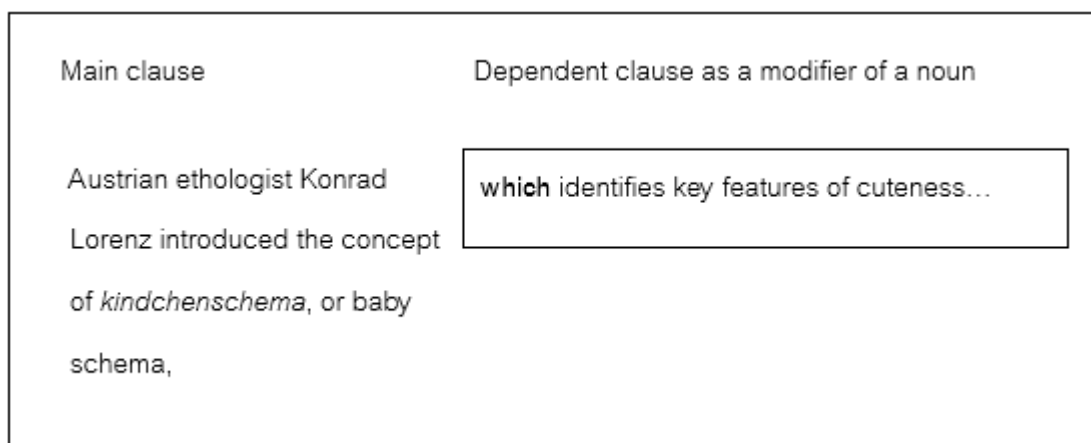 Main clause
Dependent clause as a modifier of a noun
Austrian ethologist Konrad
Lorenz introduced the concept
of kindchenschema, or baby
schema,
which identifies key features of cuteness…